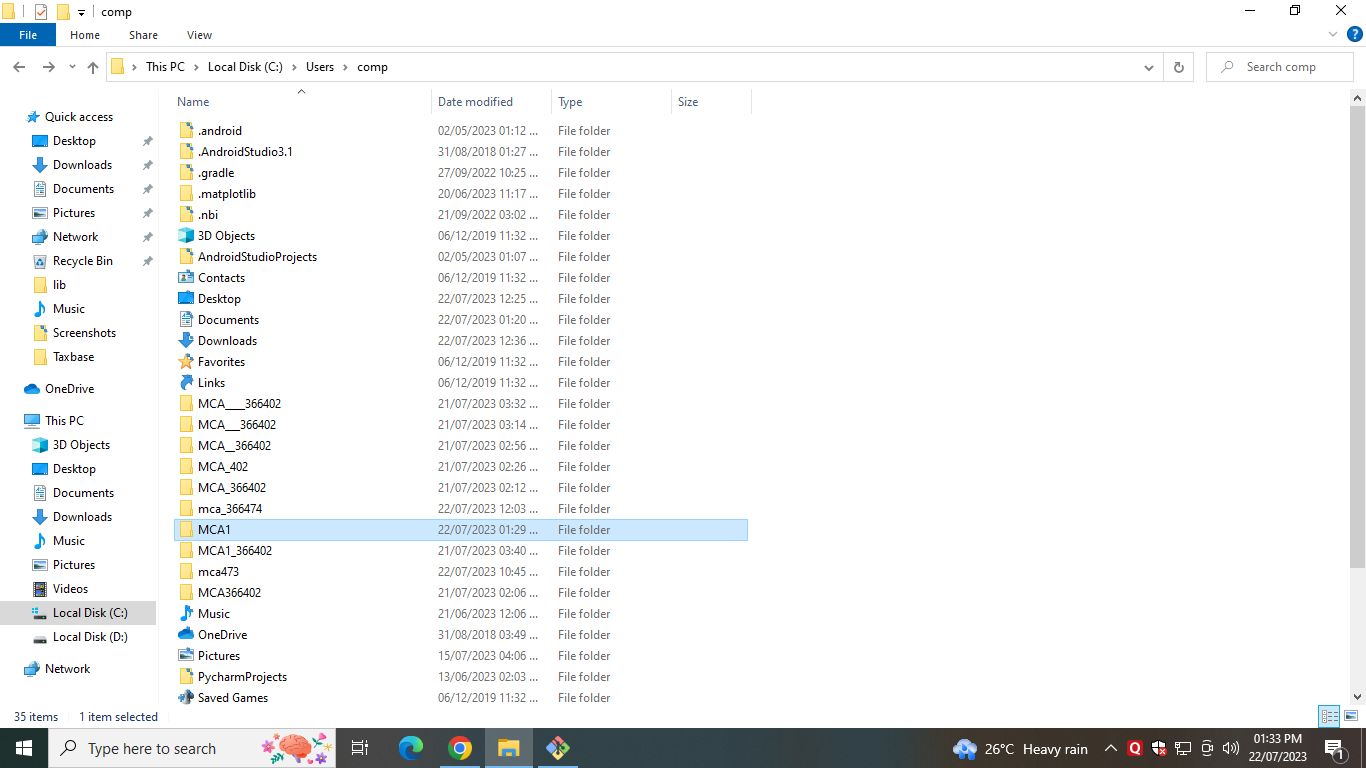 comp
File Home Share View
This PC Local Disk (C:) Users comp Search comp
Name Date modified Type Size
Quick access
Desktop
Downloads
Documents
Pictures
Network
Recycle Bin
lib
Music
Screenshots
Taxbase
OneDrive
This PC
3D Objects
Desktop
Documents
Downloads
Music
Pictures
Videos
Local Disk (C:)
Local Disk (D:)
Network
.android 02/05/2023 01:12 ... File folder
.AndroidStudio3.1 31/08/2018 01:27 ... File folder
.gradle 27/09/2022 10:25 ... File folder
.matplotlib 20/06/2023 11:17 ... File folder
.nbi 21/09/2022 03:02 ... File folder
3D Objects 06/12/2019 11:32 ... File folder
AndroidStudioProjects 02/05/2023 01:07 ... File folder
Contacts 06/12/2019 11:32 ... File folder
Desktop 22/07/2023 12:25 ... File folder
Documents 22/07/2023 01:20 ... File folder
Downloads 22/07/2023 12:36 ... File folder
Favorites 06/12/2019 11:32 ... File folder
Links 06/12/2019 11:32 ... File folder
MCA____366402 21/07/2023 03:32 ... File folder
MCA___366402 21/07/2023 03:14 ... File folder
MCA__366402 21/07/2023 02:56 ... File folder
MCA_402 21/07/2023 02:26 ... File folder
MCA_366402 21/07/2023 02:12 ... File folder
mca_366474 22/07/2023 12:03 ... File folder
MCA1 22/07/2023 01:29 ... File folder
MCA1_366402 21/07/2023 03:40 ... File folder
mca473 22/07/2023 10:45 ... File folder
MCA366402 21/07/2023 02:06 ... File folder
Music 21/06/2023 12:06 ... File folder
OneDrive 31/08/2018 03:49 ... File folder
Pictures 15/07/2023 04:06 ... File folder
PycharmProjects 13/06/2023 02:03 ... File folder
Saved Games 06/12/2019 11:32 ... File folder
35 items 1 item selected
Type here to search 26°C Heavy rain 01:33 PM
22/07/2023 1